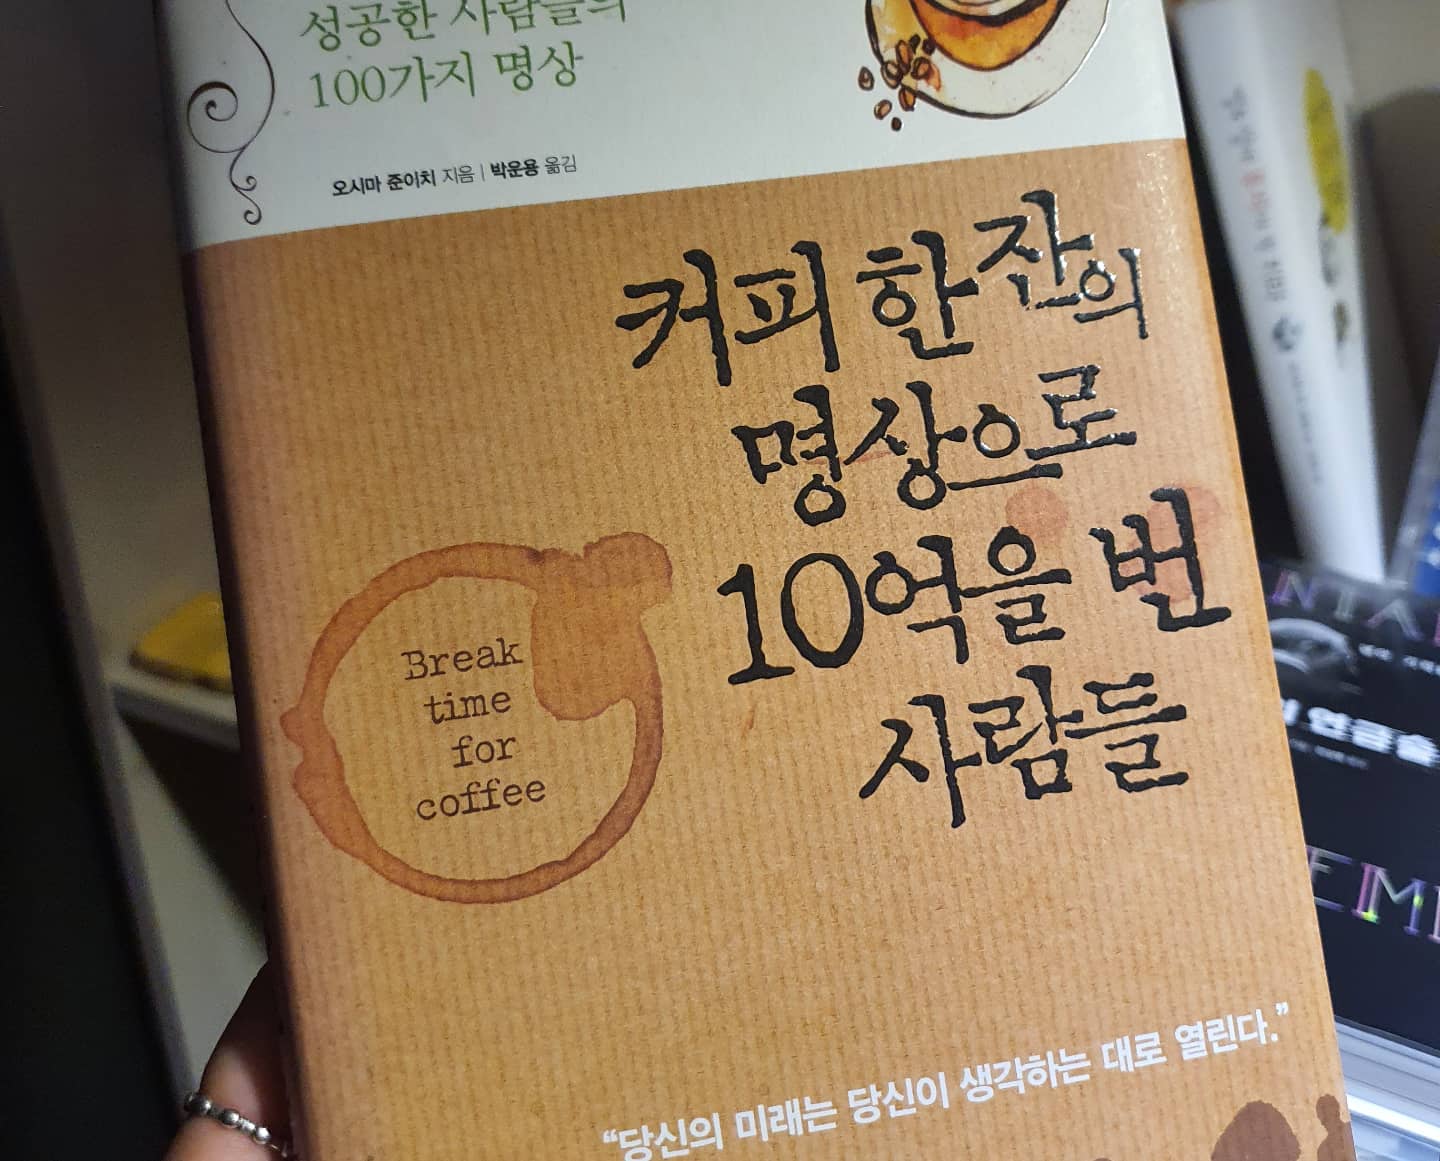 성공한 사람들의
100가지 명상
오시마 준이치 지음 | 박운용 옮김
커피 한 잔의
명상으로
10억을 번
사람들
Break
time
for
coffee
"당신의 미래는 당신이 생각하는 대로 열린다."
연금술